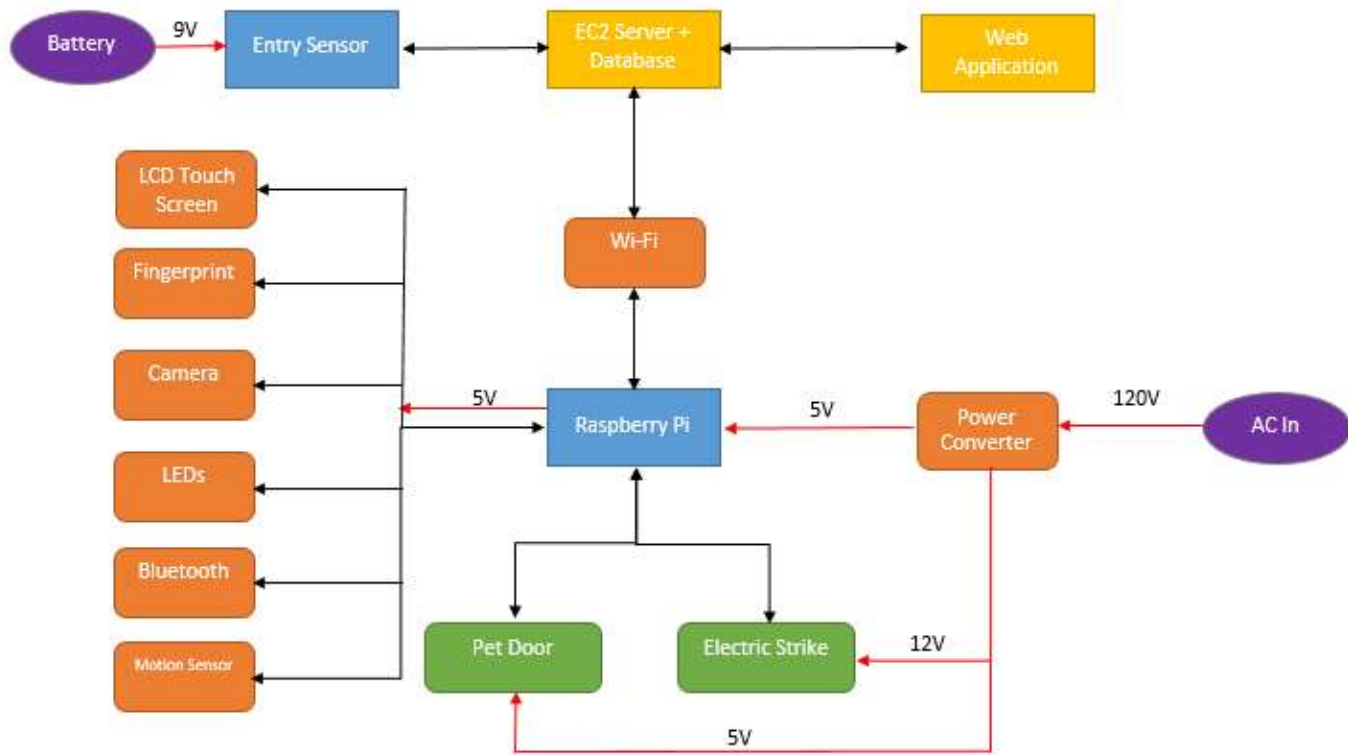 Battery
9V
Entry Sensor
EC2 Server +
Database
Web
Application
LCD Touch
Screen
Fingerprint
Wi-Fi
Camera
5V
Raspberry Pi
5V
Power
Converter
120V
AC In
LEDs
Bluetooth
Motion Sensor
Pet Door
Electric Strike
12V
5V